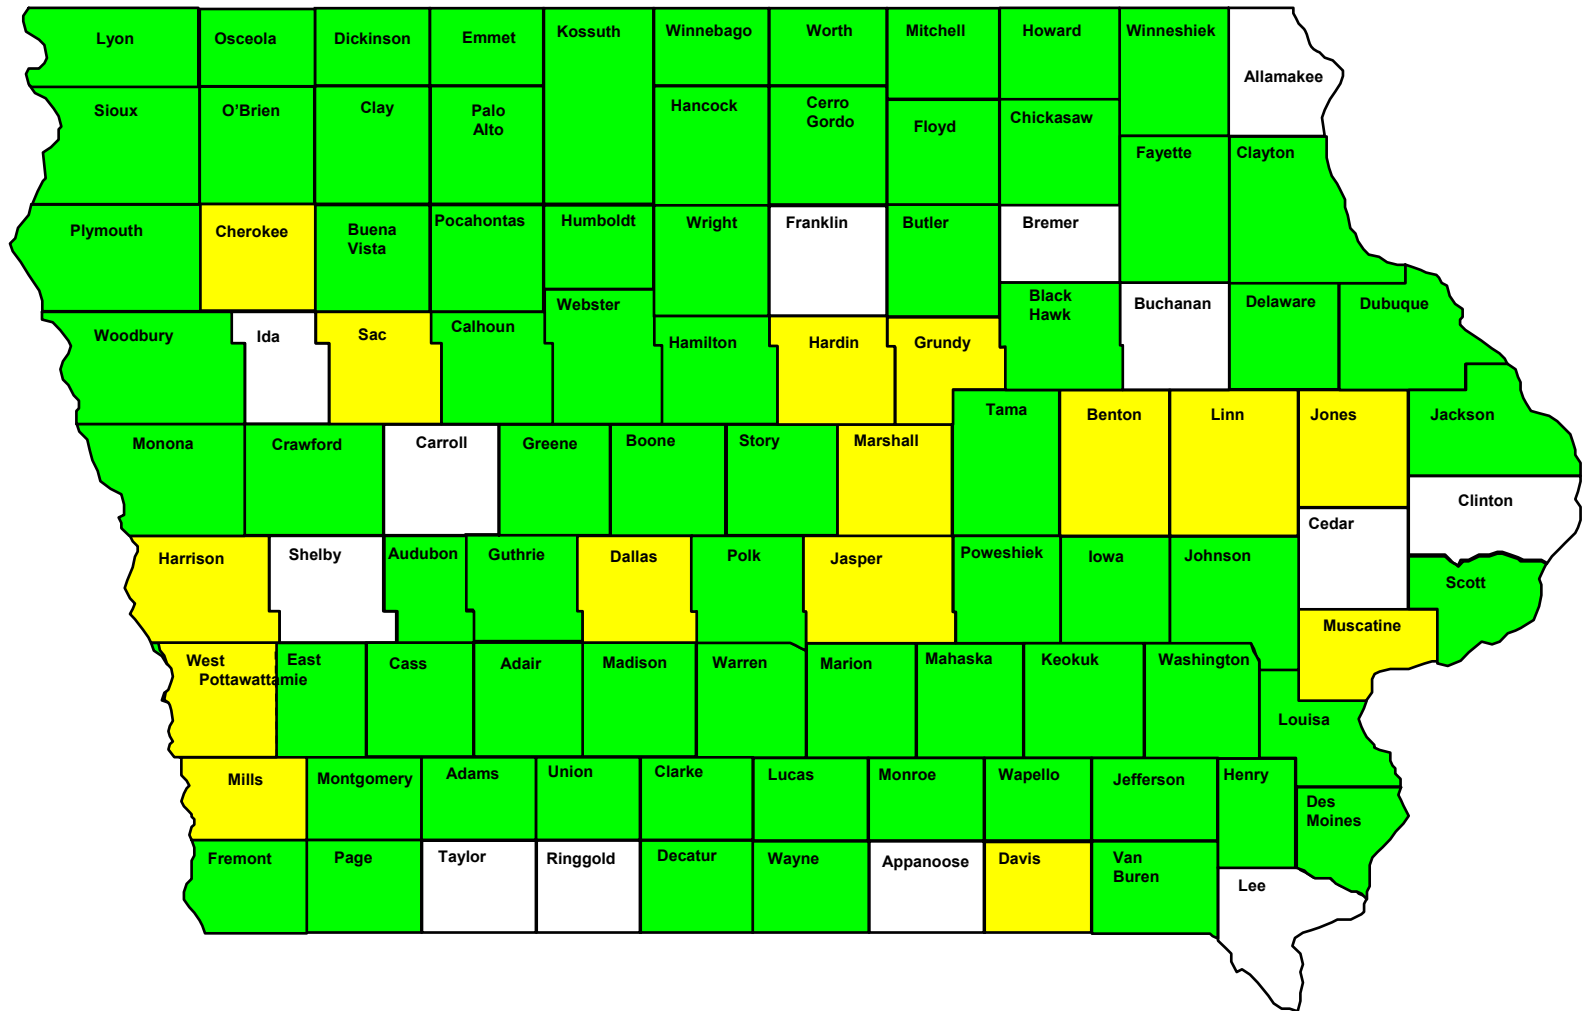 Lyon
Osceola
Dickinson
Emmet
Kossuth
Winnebago
Worth
Mitchell
Howard
Winneshiek
Allamakee
Sioux
O’Brien
Clay
Palo
Alto
Hancock
Cerro
Gordo
Floyd
Chickasaw
Fayette
Clayton
Plymouth
Cherokee
Buena
Vista
Pocahontas
Humboldt
Wright
Franklin
Butler
Bremer
Woodbury
Ida
Sac
Calhoun
Webster
Hamilton
Hardin
Grundy
Black
Hawk
Buchanan
Delaware
Dubuque
Monona
Crawford
Carroll
Greene
Boone
Story
Marshall
Tama
Benton
Linn
Jones
Jackson
Clinton
Cedar
Harrison
Shelby
Audubon
Guthrie
Dallas
Polk
Jasper
Poweshiek
Iowa
Johnson
Scott
Muscatine
West
Pottawattamie
East
Cass
Adair
Madison
Warren
Marion
Mahaska
Keokuk
Washington
Louisa
Mills
Montgomery
Adams
Union
Clarke
Lucas
Monroe
Wapello
Jefferson
Henry
Des
Moines
Fremont
Page
Taylor
Ringgold
Decatur
Wayne
Appanoose
Davis
Van
Buren
Lee